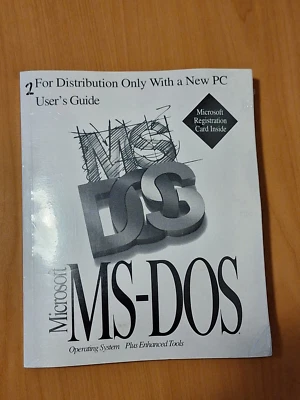 2
For Distribution Only With a New PC
User's Guide
Microsoft
Registration
Card Inside
MS
DOS
Microsoft
MS-DOS
Operating System Plus Enhanced Tools